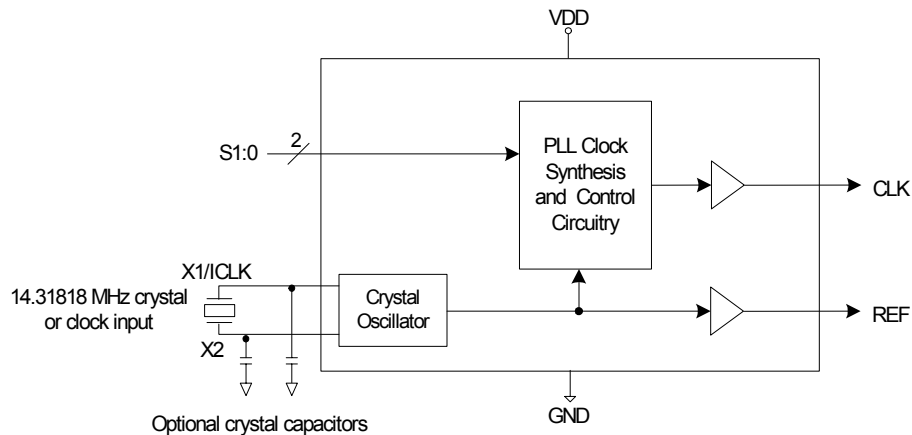 VDD
2
S1:0
PLL Clock
Synthesis
and Control
Circuitry
CLK
X1/ICLK
14.31818 MHz crystal
or clock input
Crystal
Oscillator
REF
X2
GND
Optional crystal capacitors